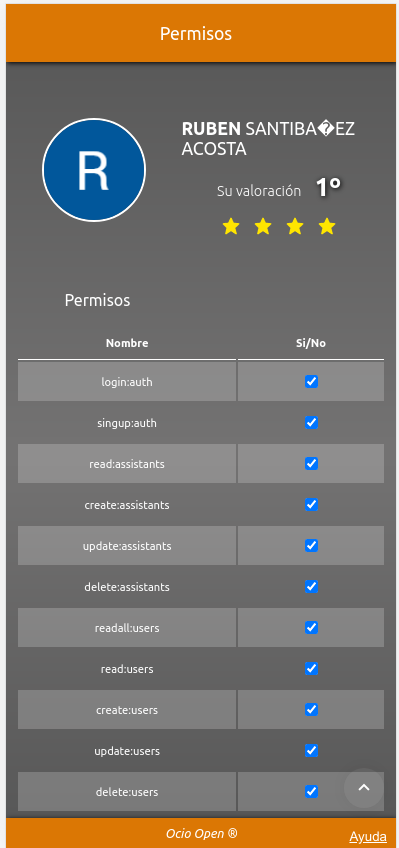 Permisos
R
RUBEN SANTIBA�EZ
ACOSTA
Su valoración 1º
Permisos
Nombre Si/No
login:auth
singup:auth
read:assistants
create:assistants
update:assistants
delete:assistants
readall:users
read:users
create:users
update:users
delete:users
Ocio Open ®
Ayuda